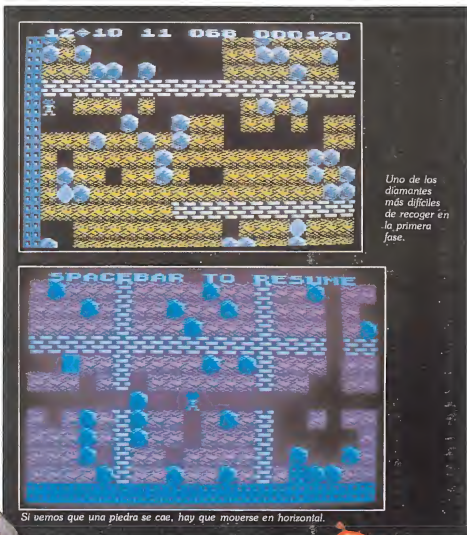 12◆10 11 068 000120
Uno de los
diamantes
más difíciles
de recoger en
la primera
fase.
SPACEBAR TO RESUME
Si vemos que una piedra se cae, hay que moverse en horizontal.